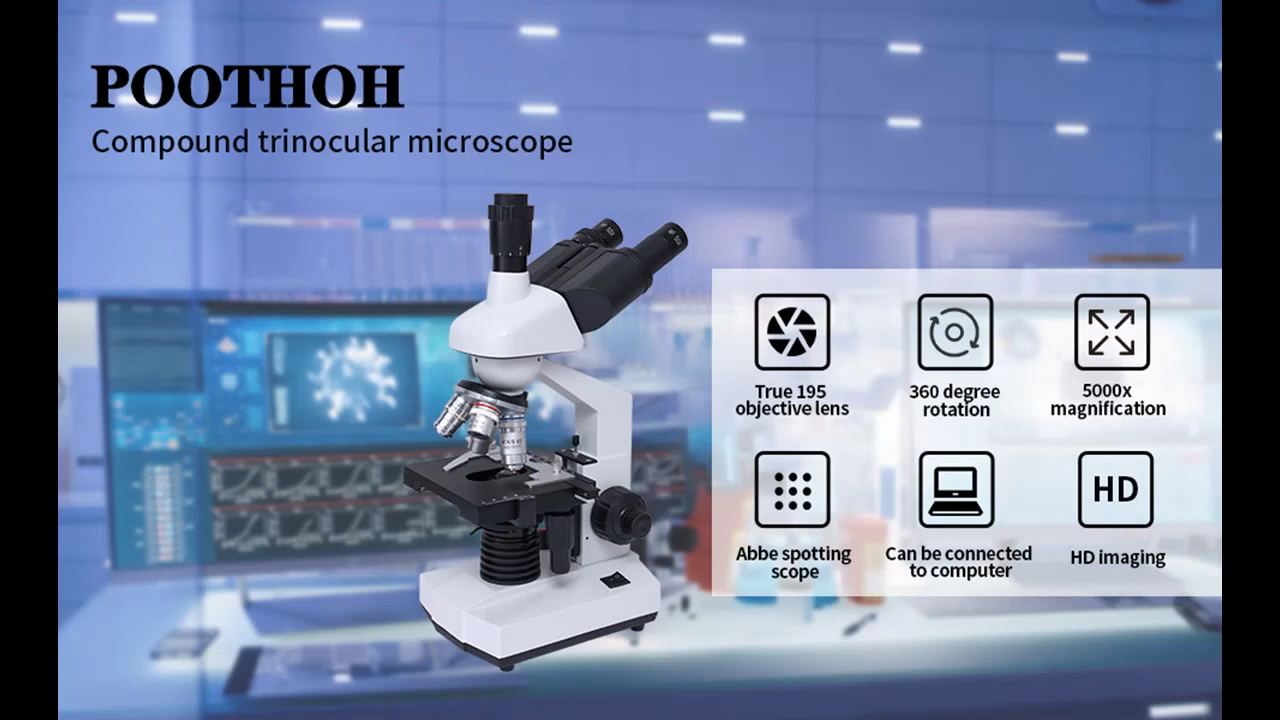 POOTHOH
Compound trinocular microscope
True 195
objective lens
360 degree
rotation
5000x
magnification
Abbe spotting
scope
Can be connected
to computer
HD
HD imaging